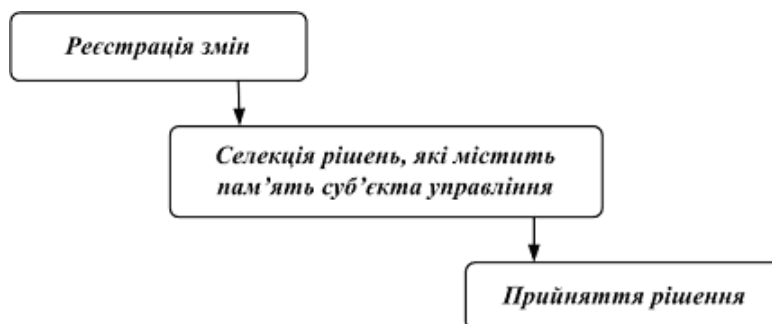 Реєстрація змін
Селекція рішень, які містить
пам’ять суб’єкта управління
Прийняття рішення